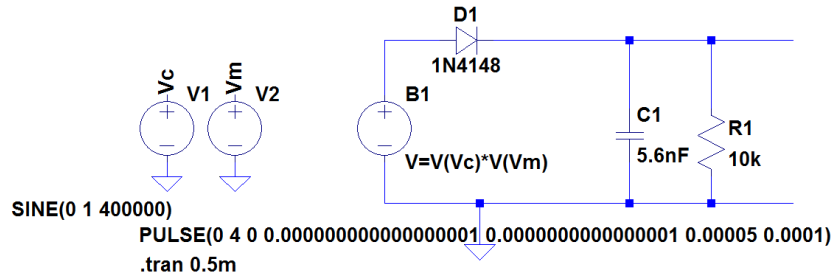 D1
1N4148
Vc
V1
Vm
V2
B1
V=V(Vc)*V(Vm)
C1
5.6nF
R1
10k
SINE(0 1 400000)
PULSE(0 4 0 0.000000000000000001 0.0000000000000001 0.00005 0.0001)
.tran 0.5m